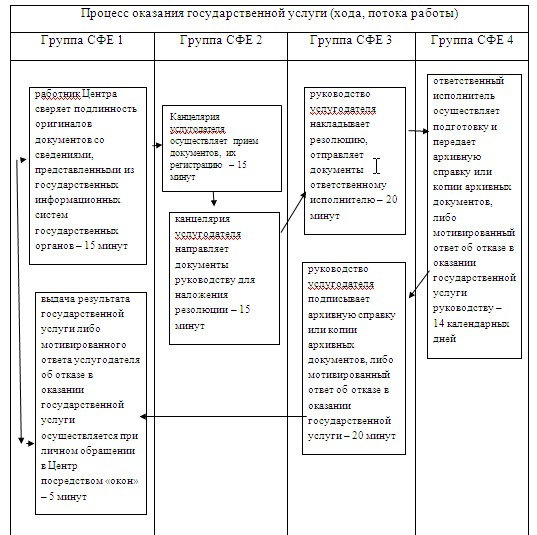 Процесс оказания государственной услуги (хода, потока работы)
Группа СФЕ 1
Группа СФЕ 2
Группа СФЕ 3
Группа СФЕ 4
работник Центра
сверяет подлинность
оригиналов
документов со
сведениями,
представленными из
государственных
информационных
систем
государственных
органов – 15 минут
выдача результата
государственной
услуги либо
мотивированного
ответа услугодателя
об отказе в
оказании
государственной
услуги
осуществляется при
личном обращении
в Центр
посредством «окон»
– 5 минут
Канцелярия
услугодателя
осуществляет прием
документов, их
регистрацию – 15
минут
канцелярия
услугодателя
направляет
документы
руководству для
наложения
резолюции – 15
минут
руководство
услугодателя
накладывает
резолюцию,
отправляет
документы
ответственному
исполнителю – 20
минут
руководство
услугодателя
подписывает
архивную справку
или копии
архивных
документов, либо
мотивированный
ответ об отказе в
оказании
государственной
услуги – 20 минут
ответственный
исполнитель
осуществляет
подготовку и
передает
архивную
справку или
копии архивных
документов,
либо
мотивированный
ответ об отказе в
оказании
государственной
услуги
руководству –
14 календарных
дней